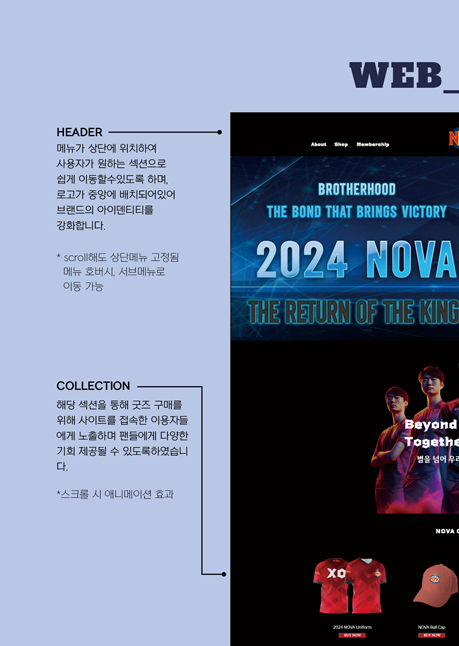 WEB_
HEADER
메뉴가 상단에 위치하여
사용자가 원하는 섹션으로
쉽게 이동할수있도록 하며,
로고가 중앙에 배치되어있어
브랜드의 아이덴티티를
강화합니다.
* scroll해도 상단메뉴 고정됨
메뉴 호버시, 서브메뉴로
이동 가능
About Shop Membership
N
BROTHERHOOD
THE BOND THAT BRINGS VICTORY
2024 NOVA
THE RETURN OF THE KING
COLLECTION
해당 섹션을 통해 굿즈 구매를
위해 사이트를 접속한 이용자들
에게 노출하며 팬들에게 다양한
기회 제공될 수 있도록하였습니
다.
*스크롤 시 애니메이션 효과
Beyond
Togethe
별을 넘어 우리
NOVA
XO
2024 NOVA Uniform
BUY NOW
NOVA Ball Cap
BUY NOW